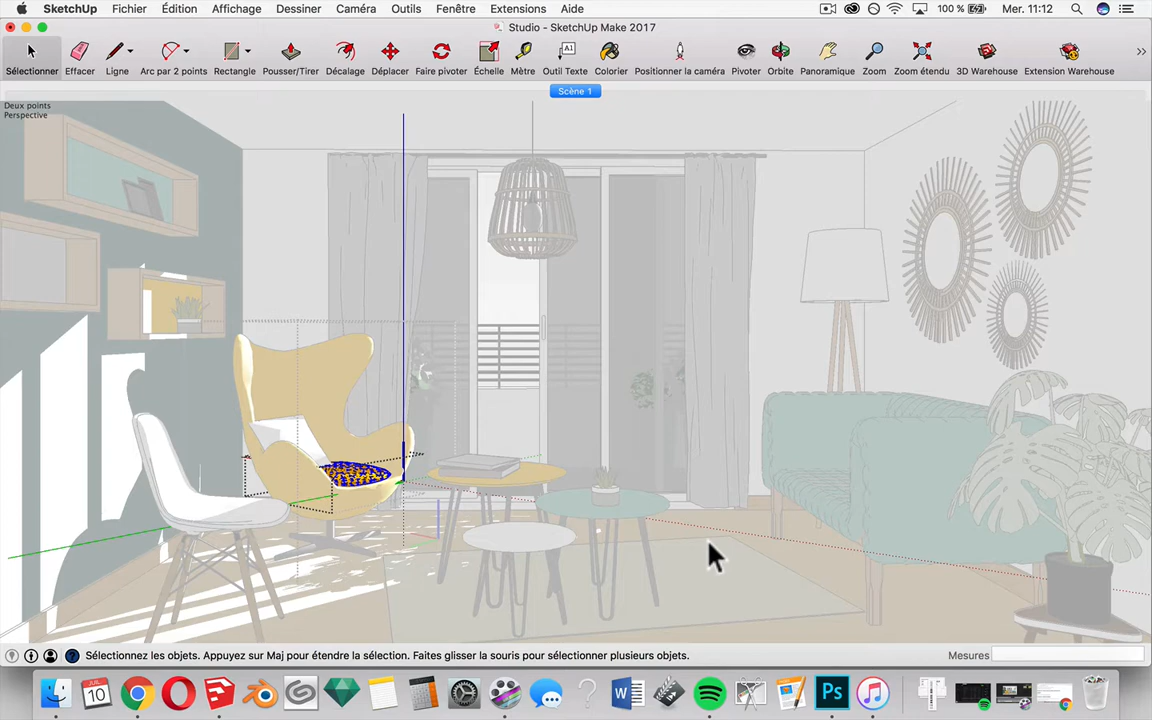 SketchUp Fichier Édition Affichage Caméra Dessiner Outils Fenêtre Extensions Aide 100 % Mer. 11:12
Studio - SketchUp Make 2017
Sélectionner Effacer Ligne Arc par 2 points Rectangle Pousser/Tirer Décalage Déplacer Faire pivoter Échelle Mètre Outil Texte Colorier Positionner la caméra Pivoter Orbite Panoramique Zoom Zoom étendu 3D Warehouse Extension Warehouse
Scène 1
Deux points
Perspective
Sélectionnez les objets. Appuyez sur Maj pour étendre la sélection. Faites glisser la souris pour sélectionner plusieurs objets. Mesures
JUIL
10
Ps